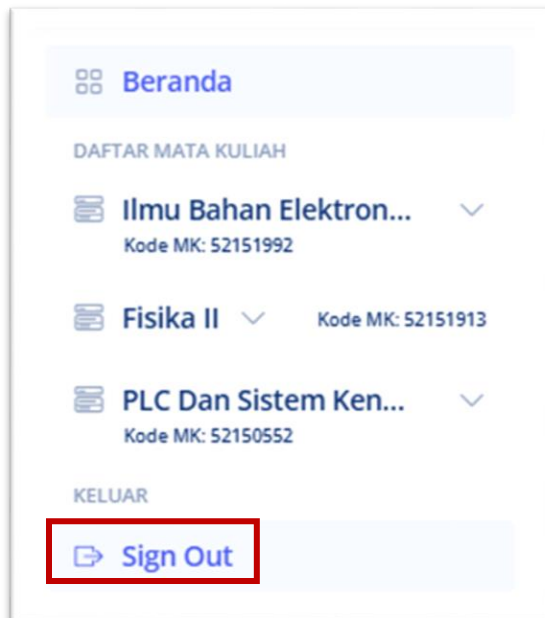 Beranda
DAFTAR MATA KULIAH
Ilmu Bahan Elektron...
Kode MK: 52151992
Fisika II Kode MK: 52151913
PLC Dan Sistem Ken...
Kode MK: 52150552
KELUAR
Sign Out